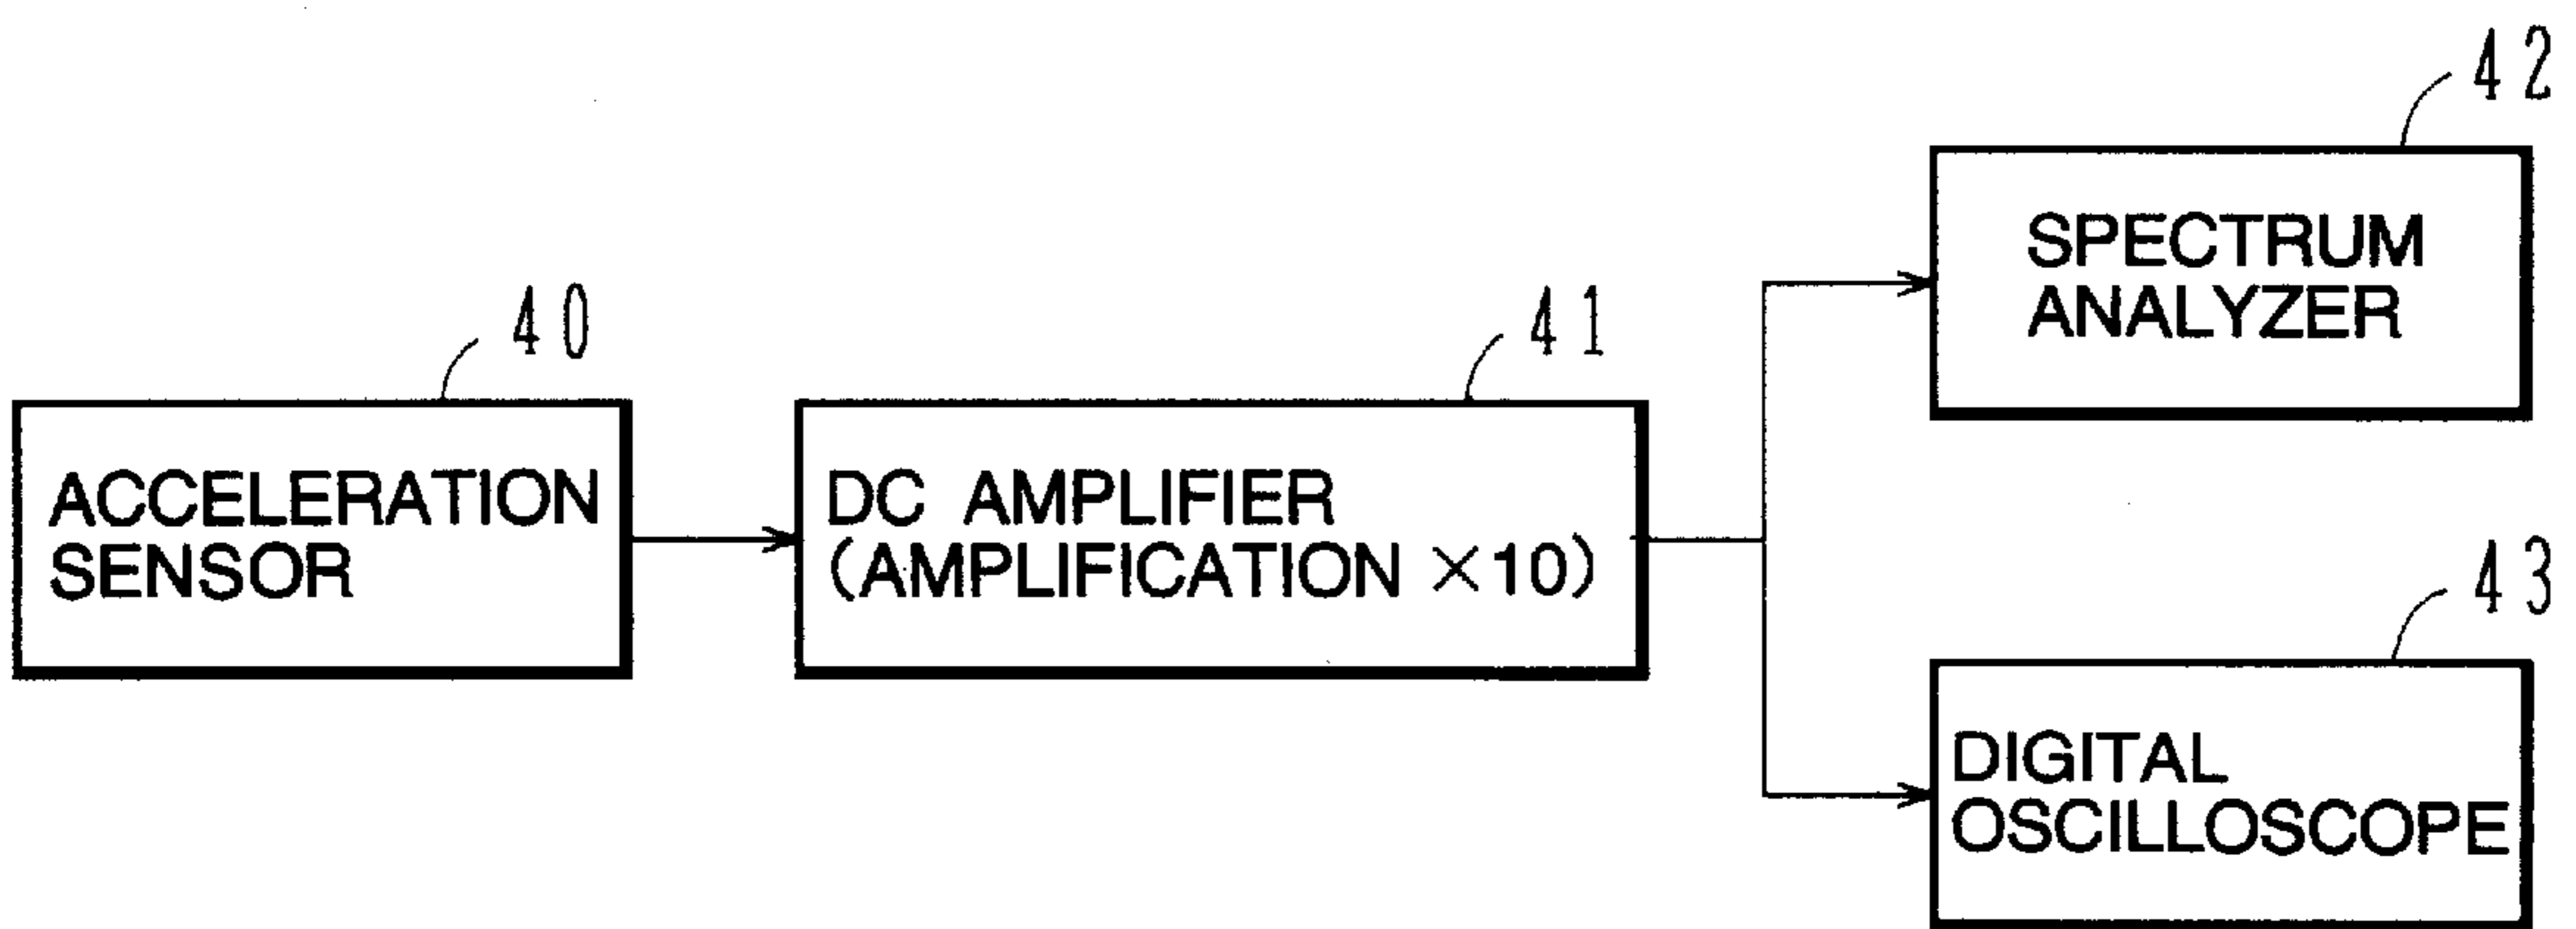 42
SPECTRUM
ANALYZER
40
ACCELERATION
SENSOR
41
DC AMPLIFIER
(AMPLIFICATION ×10)
43
DIGITAL
OSCILLOSCOPE